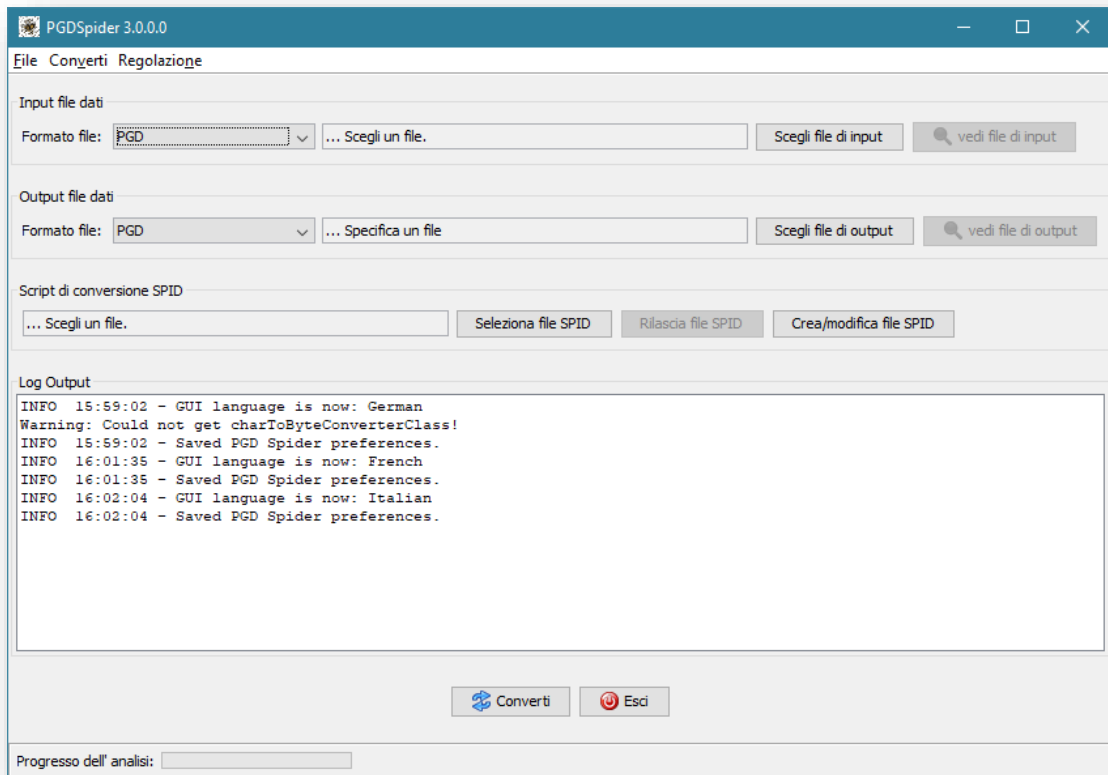 PGDSpider 3.0.0.0
File Converti Regolazione
Input file dati
Formato file: PGD ... Scegli un file. Scegli file di input vedi file di input
Output file dati
Formato file: PGD ... Specifica un file Scegli file di output vedi file di output
Script di conversione SPID
... Scegli un file. Seleziona file SPID Rilascia file SPID Crea/modifica file SPID
Log Output
INFO  15:59:02 - GUI language is now: German
Warning: Could not get charToByteConverterClass!
INFO  15:59:02 - Saved PGD Spider preferences.
INFO  16:01:35 - GUI language is now: French
INFO  16:01:35 - Saved PGD Spider preferences.
INFO  16:02:04 - GUI language is now: Italian
INFO  16:02:04 - Saved PGD Spider preferences.
Converti Esci
Progresso dell' analisi: